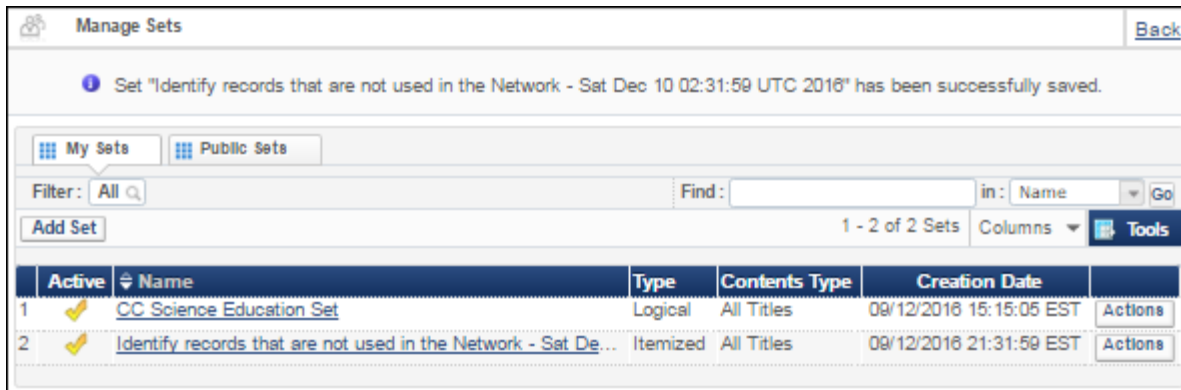 Manage Sets Back
Set "Identify records that are not used in the Network - Sat Dec 10 02:31:59 UTC 2016" has been successfully saved.
My Sets Public Sets
Filter : All Find : in : Name Go
Add Set 1 - 2 of 2 Sets Columns Tools
Active Name Type Contents Type Creation Date
1 CC Science Education Set Logical All Titles 09/12/2016 15:15:05 EST Actions
2 Identify records that are not used in the Network - Sat De... Itemized All Titles 09/12/2016 21:31:59 EST Actions